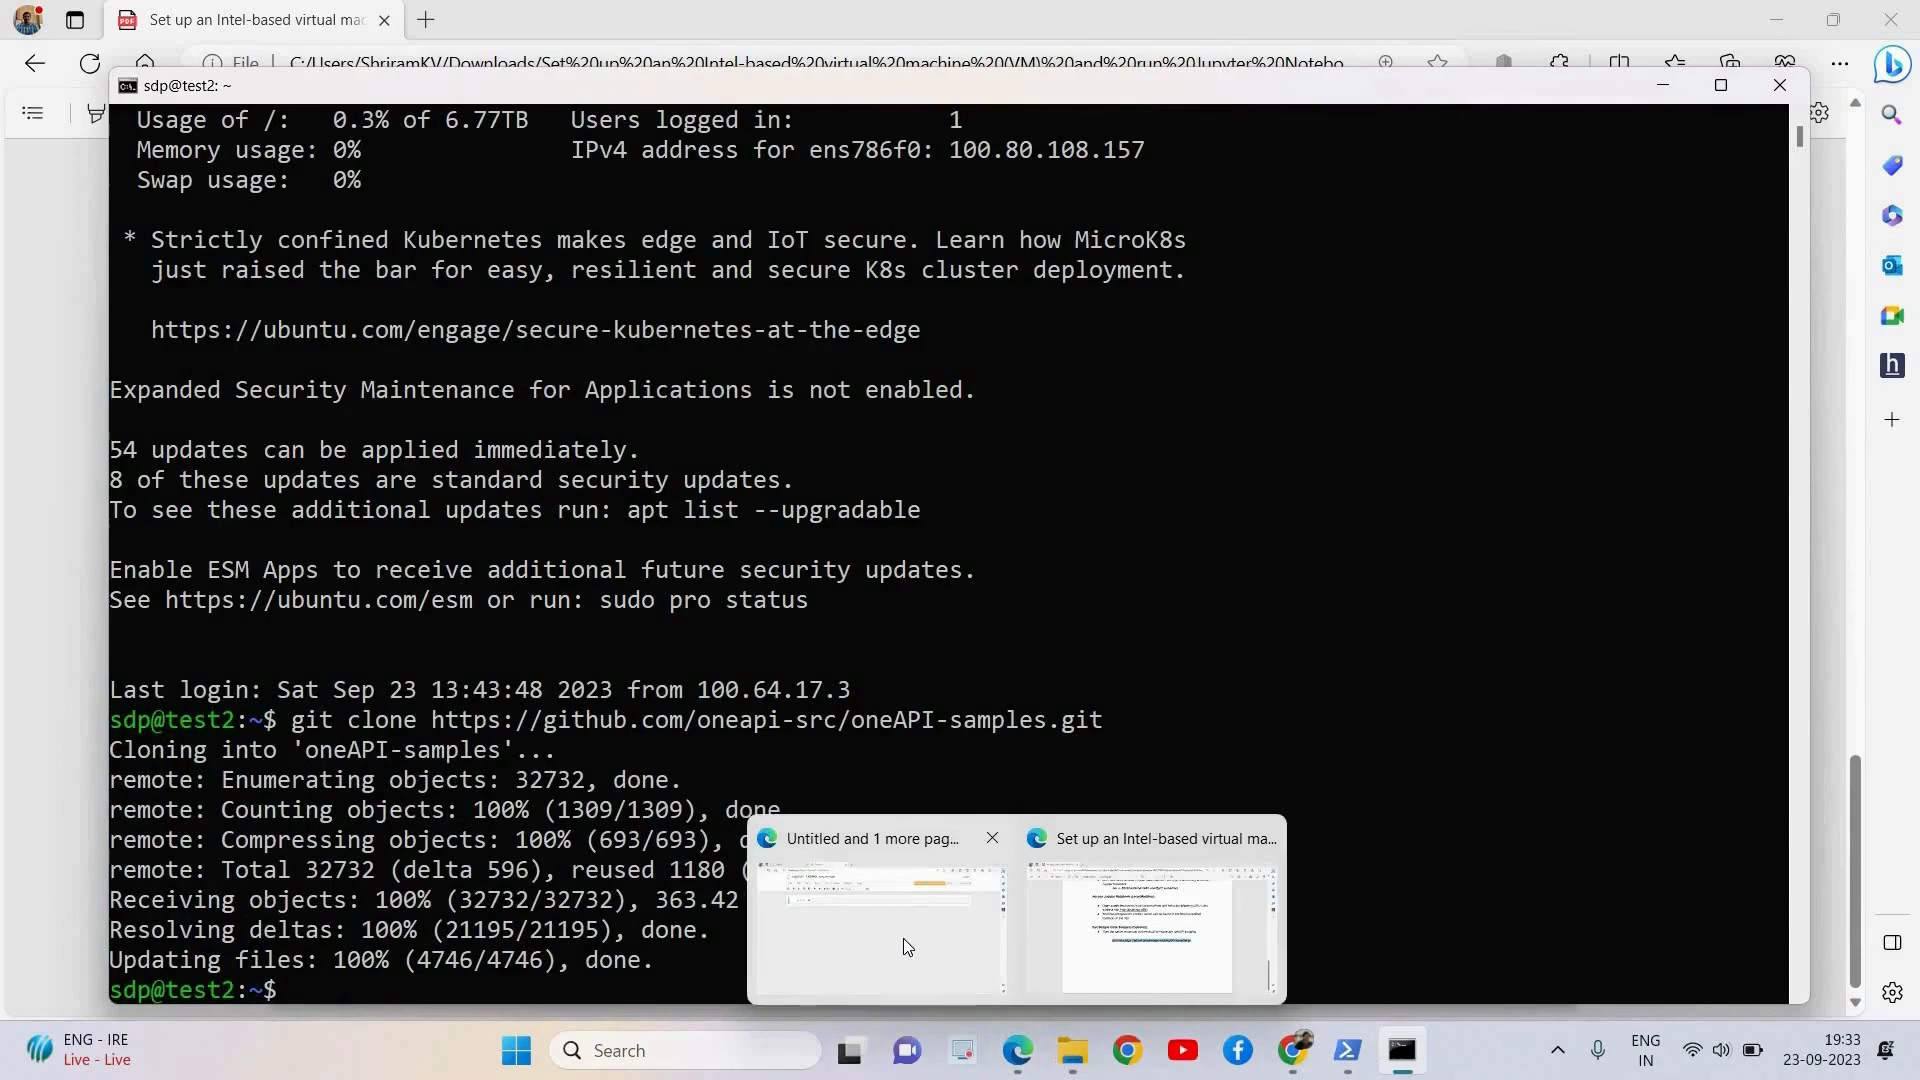 Set up an Intel-based virtual mac
File
C:/Users/ShriramKV/Downloads/Set%20up%20an%20Intel-based%20virtual%20machine%20(VM)%20and%20run%20Jupyter%20Notebo
sdp@test2: ~
Usage of /: 0.3% of 6.77TB Users logged in: 1
Memory usage: 0% IPv4 address for ens786f0: 100.80.108.157
Swap usage: 0%
* Strictly confined Kubernetes makes edge and IoT secure. Learn how MicroK8s
just raised the bar for easy, resilient and secure K8s cluster deployment.
https://ubuntu.com/engage/secure-kubernetes-at-the-edge
Expanded Security Maintenance for Applications is not enabled.
54 updates can be applied immediately.
8 of these updates are standard security updates.
To see these additional updates run: apt list --upgradable
Enable ESM Apps to receive additional future security updates.
See https://ubuntu.com/esm or run: sudo pro status
Last login: Sat Sep 23 13:43:48 2023 from 100.64.17.3
sdp@test2:~$ git clone https://github.com/oneapi-src/oneAPI-samples.git
Cloning into 'oneAPI-samples'...
remote: Enumerating objects: 32732, done.
remote: Counting objects: 100% (1309/1309), done
remote: Compressing objects: 100% (693/693), d
remote: Total 32732 (delta 596), reused 1180 (
Receiving objects: 100% (32732/32732), 363.42
Resolving deltas: 100% (21195/21195), done.
Updating files: 100% (4746/4746), done.
sdp@test2:~$
Untitled and 1 more pag...
Set up an Intel-based virtual ma...
ENG - IRE
Live - Live
Search
ENG
IN
19:33
23-09-2023